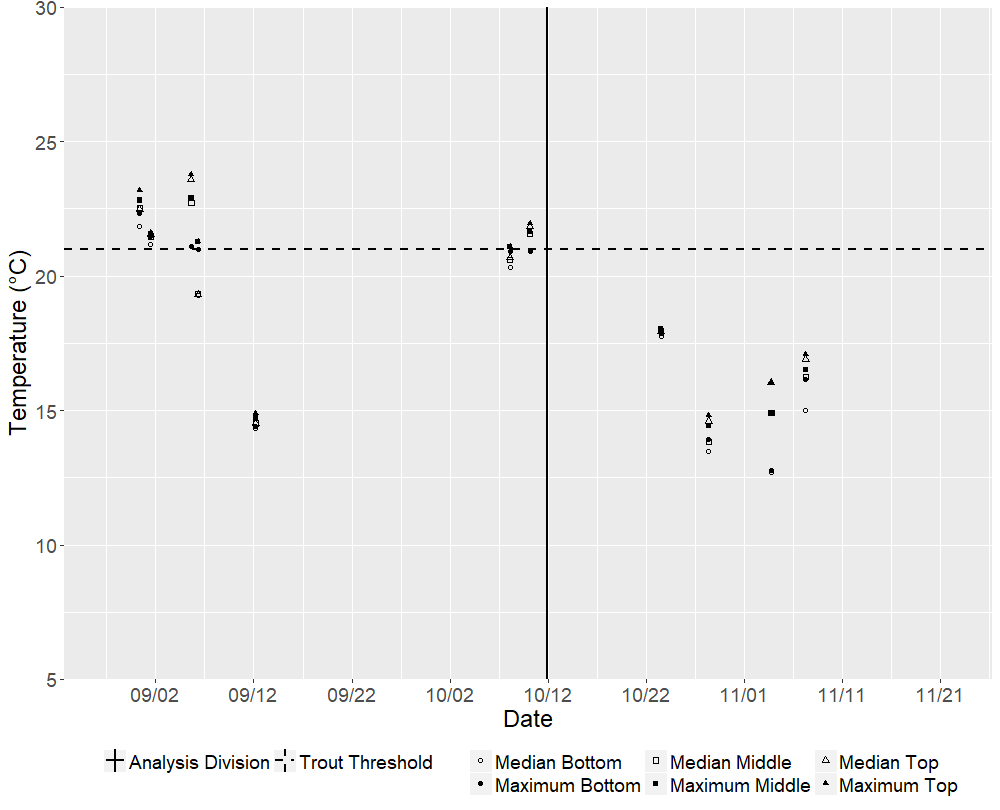 30
25
20
15
10
5
Temperature (°C)
09/02 09/12 09/22 10/02 10/12 10/22 11/01 11/11 11/21
Date
Analysis Division Trout Threshold Median Bottom Median Middle Median Top
Maximum Bottom Maximum Middle Maximum Top